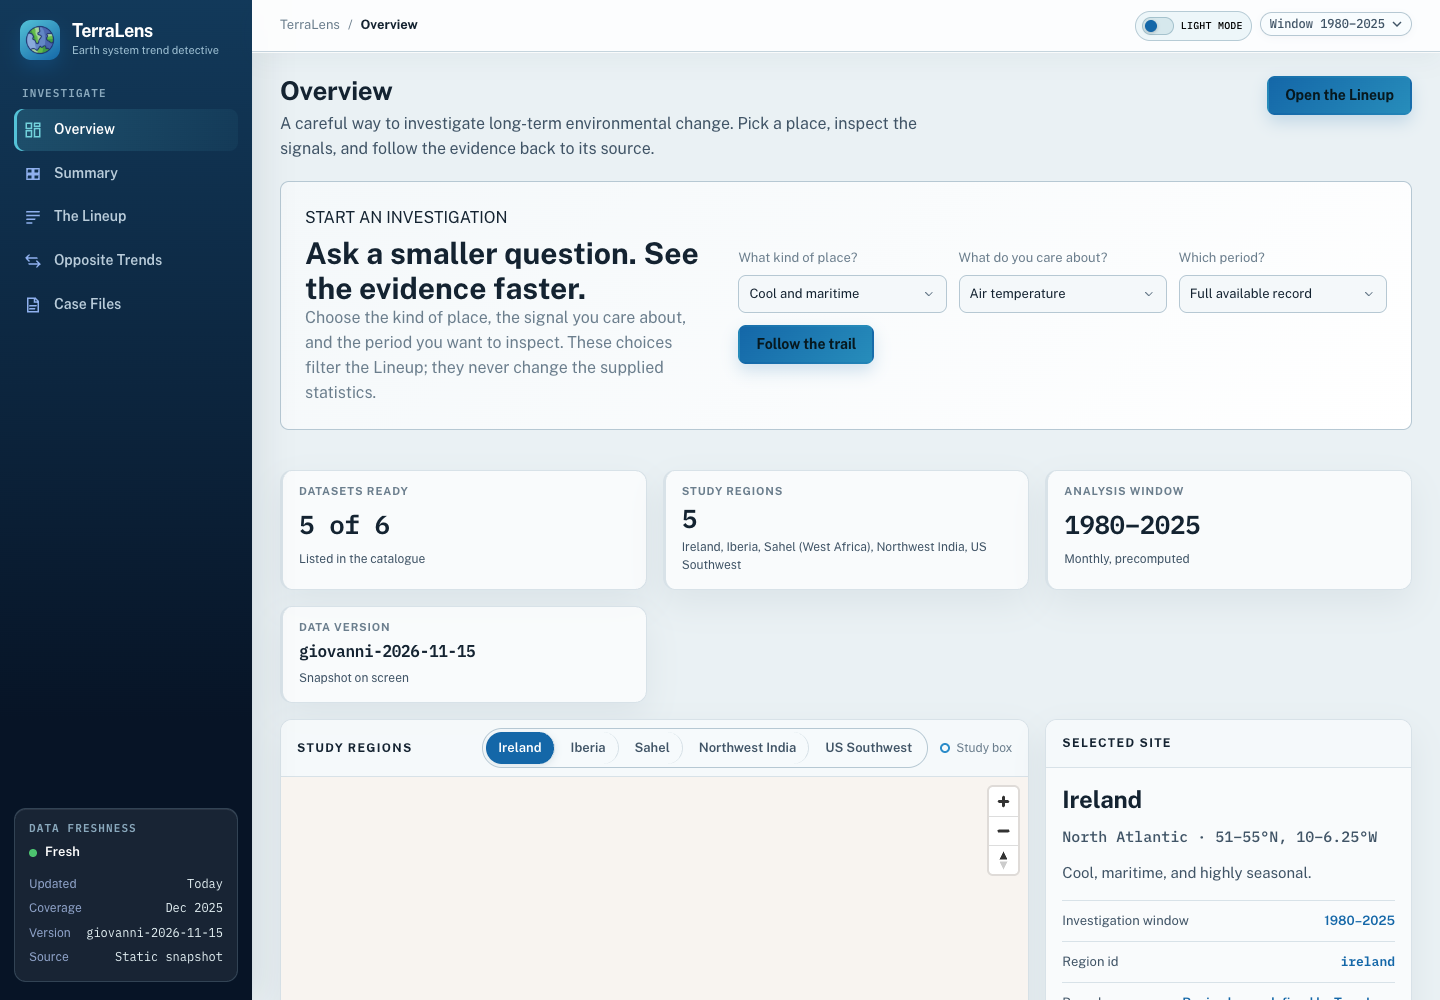 TerraLens
Earth system trend detective
INVESTIGATE
Overview
Summary
The Lineup
Opposite Trends
Case Files
DATA FRESHNESS
Fresh
Updated Today
Coverage Dec 2025
Version giovanni-2026-11-15
Source Static snapshot
TerraLens / Overview
LIGHT MODE
Window 1980–2025
Overview
A careful way to investigate long-term environmental change. Pick a place, inspect the
signals, and follow the evidence back to its source.
Open the Lineup
START AN INVESTIGATION
Ask a smaller question. See
the evidence faster.
Choose the kind of place, the signal you care about,
and the period you want to inspect. These choices
filter the Lineup; they never change the supplied
statistics.
What kind of place?
Cool and maritime
What do you care about?
Air temperature
Which period?
Full available record
Follow the trail
DATASETS READY
5 of 6
Listed in the catalogue
STUDY REGIONS
5
Ireland, Iberia, Sahel (West Africa), Northwest India, US
Southwest
ANALYSIS WINDOW
1980–2025
Monthly, precomputed
DATA VERSION
giovanni-2026-11-15
Snapshot on screen
STUDY REGIONS
Ireland
Iberia
Sahel
Northwest India
US Southwest
Study box
SELECTED SITE
Ireland
North Atlantic · 51–55°N, 10–6.25°W
Cool, maritime, and highly seasonal.
Investigation window 1980–2025
Region id ireland